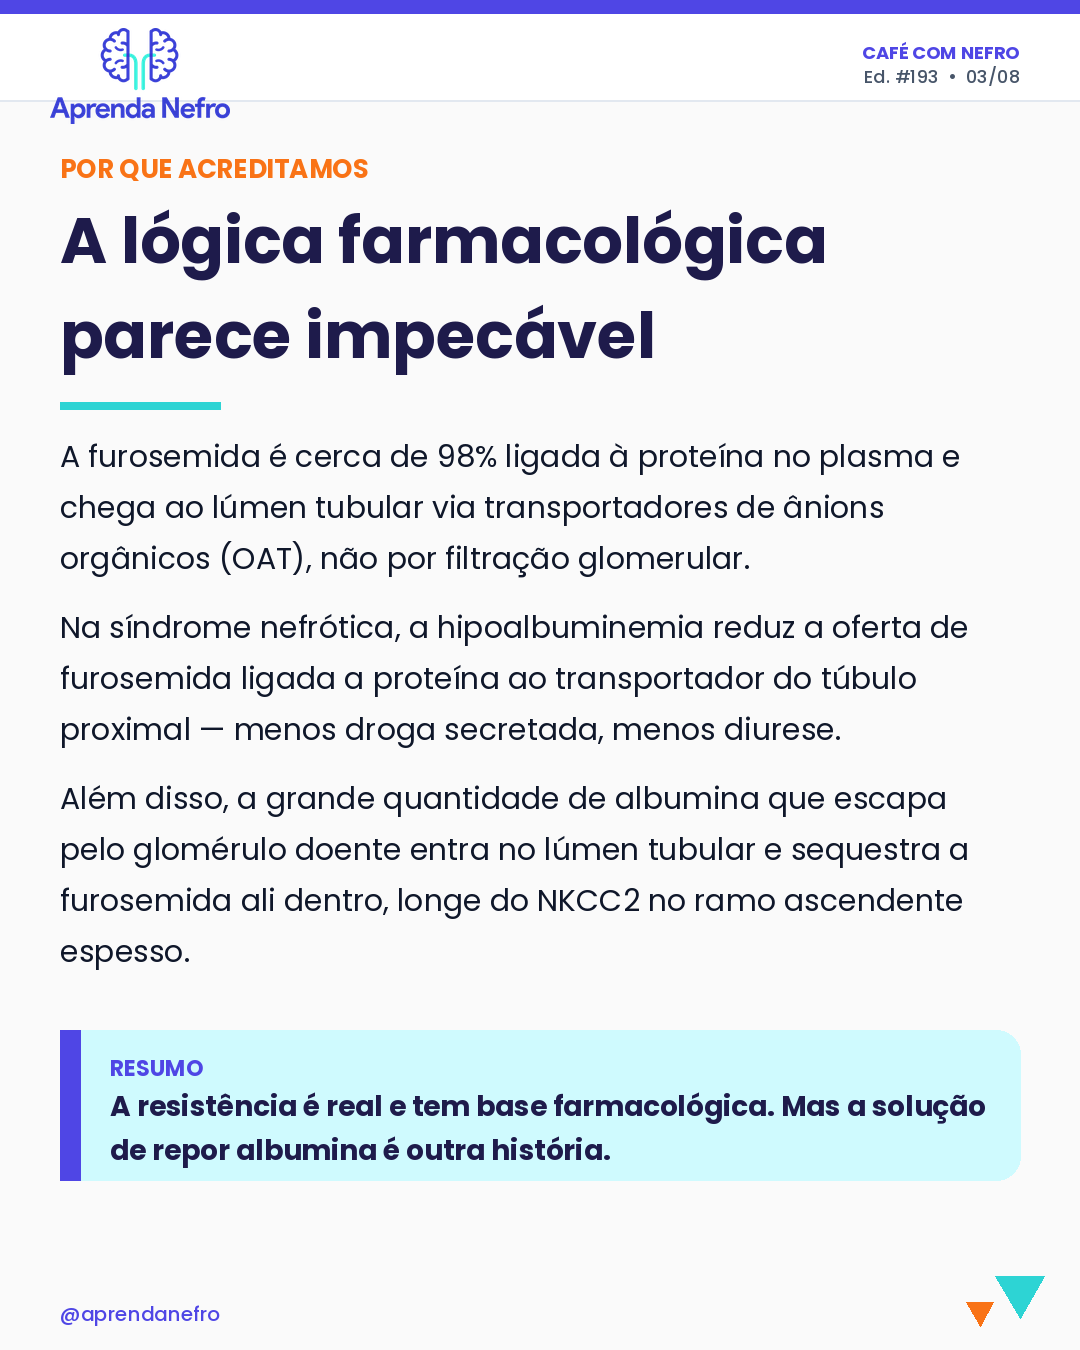 Aprenda Nefro
CAFÉ COM NEFRO
Ed. #193 • 03/08
POR QUE ACREDITAMOS
A lógica farmacológica
parece impecável
A furosemida é cerca de 98% ligada à proteína no plasma e
chega ao lúmen tubular via transportadores de ânions
orgânicos (OAT), não por filtração glomerular.
Na síndrome nefrótica, a hipoalbuminemia reduz a oferta de
furosemida ligada a proteína ao transportador do túbulo
proximal — menos droga secretada, menos diurese.
Além disso, a grande quantidade de albumina que escapa
pelo glomérulo doente entra no lúmen tubular e sequestra a
furosemida ali dentro, longe do NKCC2 no ramo ascendente
espesso.
RESUMO
A resistência é real e tem base farmacológica. Mas a solução
de repor albumina é outra história.
@aprendanefro